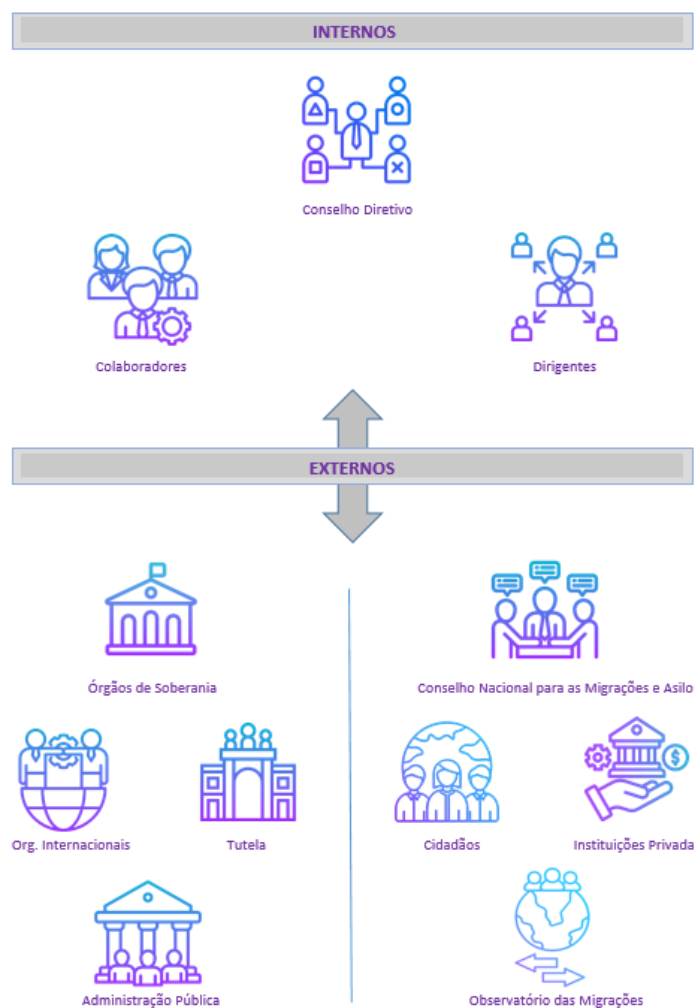 INTERNOS
Conselho Diretivo
Colaboradores
Dirigentes
EXTERNOS
Órgãos de Soberania
Conselho Nacional para as Migrações e Asilo
Org. Internacionais
Tutela
Cidadãos
Instituições Privada
$
Administração Pública
Observatório das Migrações